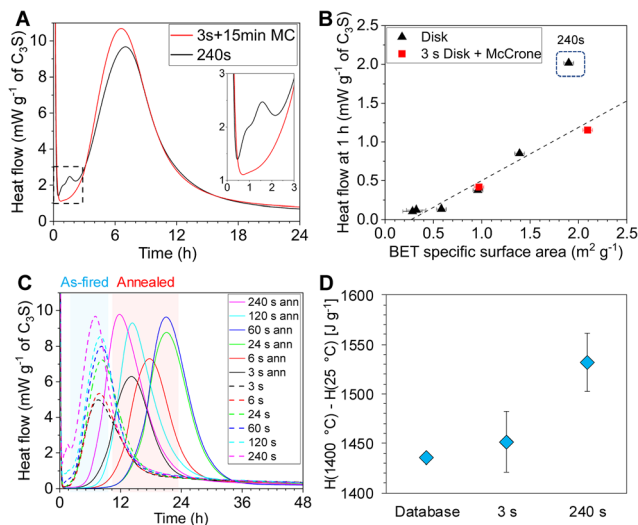 A
Heat flow (mW g⁻¹ of C₃S)
10
8
6
4
2
0
3s+15min MC
240s
3
2
1
0 1 2 3
0 6 12 18 24
Time (h)
B
Heat flow at 1 h (mW g⁻¹ of C₃S)
2.5
2.0
1.5
1.0
0.5
0.0
Disk
3 s Disk + McCrone
240s
0.0 0.5 1.0 1.5 2.0 2.5
BET specific surface area (m² g⁻¹)
C
As-fired Annealed
Heat flow (mW g⁻¹ of C₃S)
10
8
6
4
2
0
240 s ann
120 s ann
60 s ann
24 s ann
6 s ann
3 s ann
3 s
6 s
24 s
60 s
120 s
240 s
0 12 24 36 48
Time (h)
D
H(1400 °C) - H(25 °C) [J g⁻¹]
1600
1550
1500
1450
1400
Database 3 s 240 s